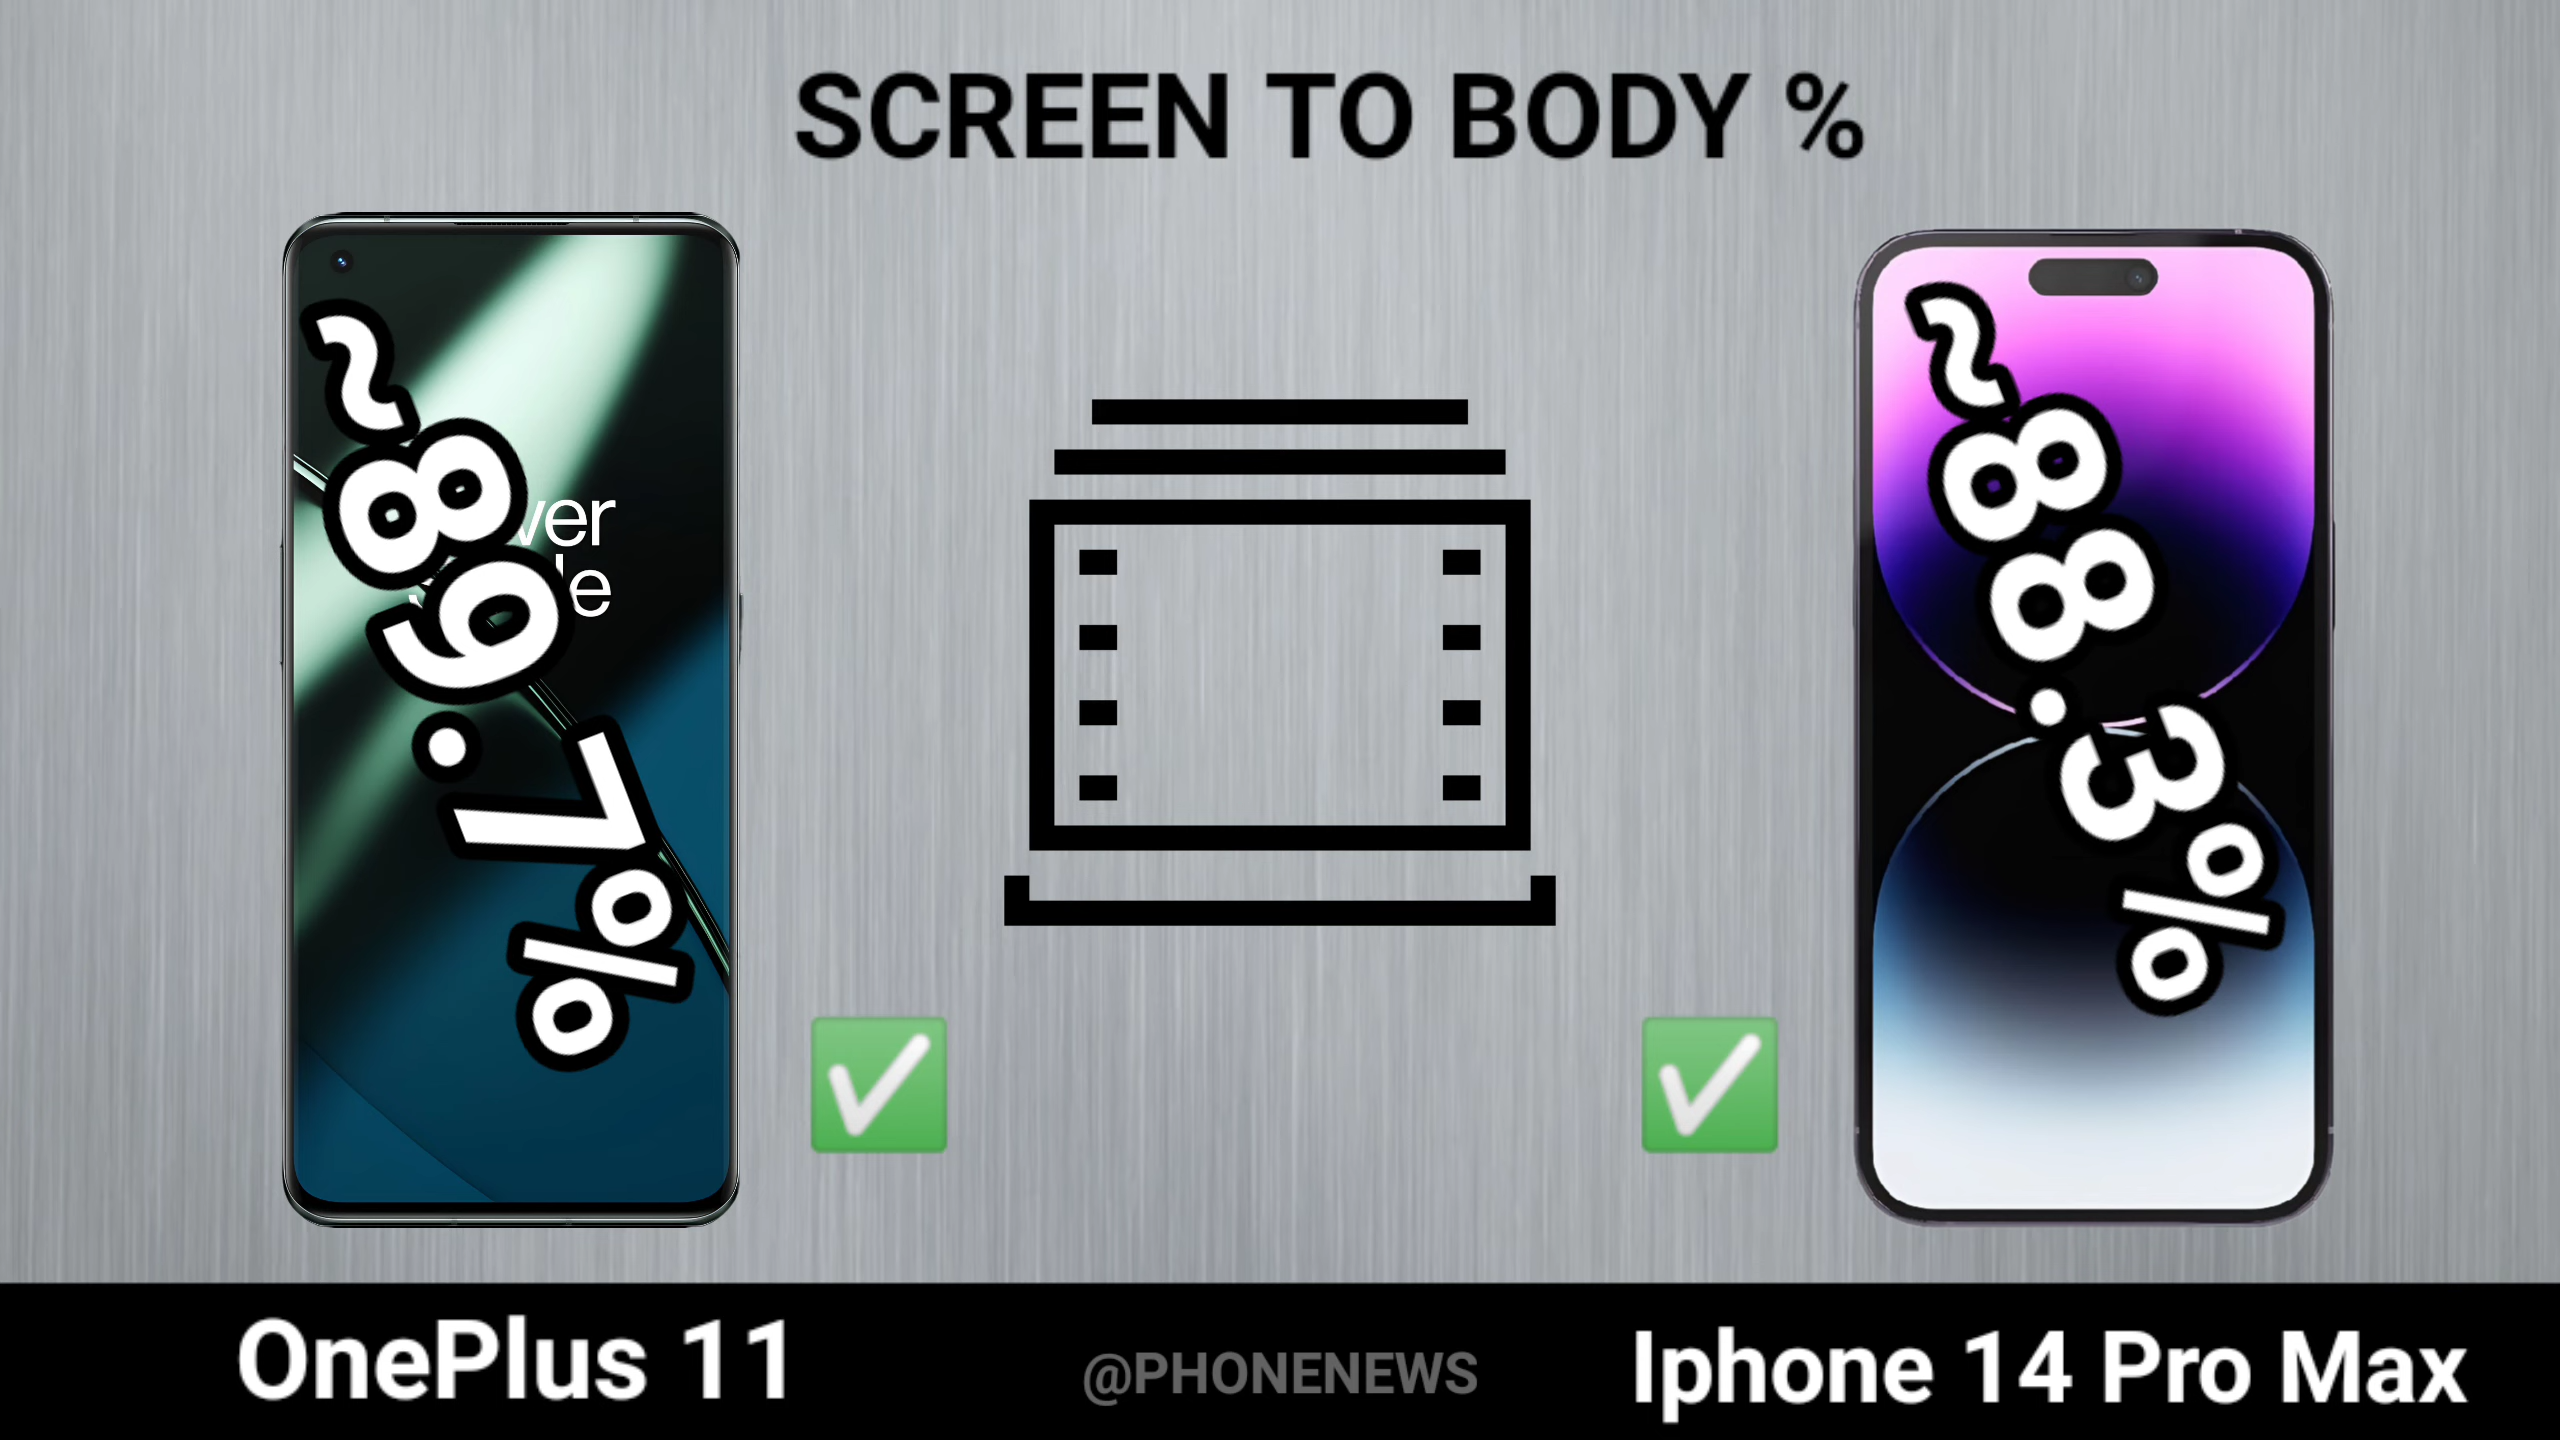 SCREEN TO BODY %
~89.7%
~88.3%
OnePlus 11
@PHONENEWS
Iphone 14 Pro Max